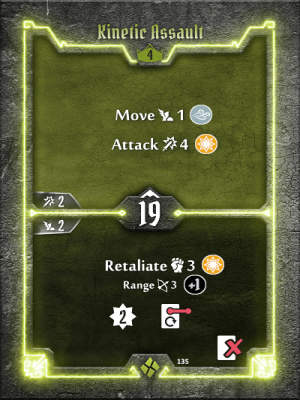 Kinetic Assault
4
Move 1
Attack 4
2
19
2
Retaliate 3
Range 3 +1
2
135